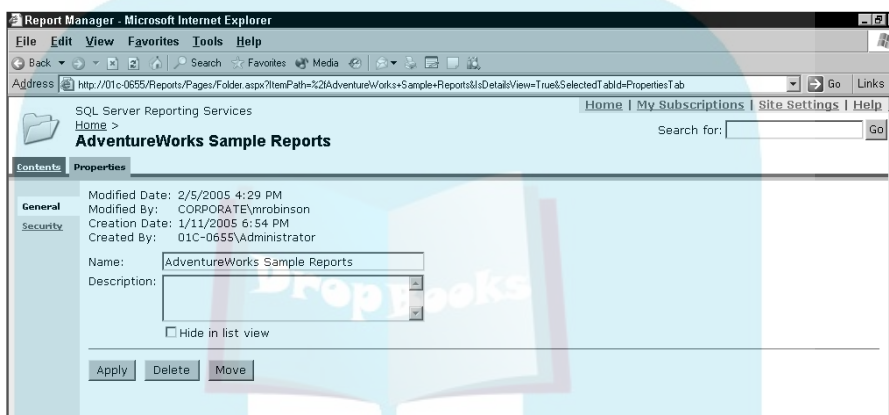 Report Manager - Microsoft Internet Explorer
File Edit View Favorites Tools Help
Back Search Favorites Media
Address http://01c-0655/Reports/Pages/Folder.aspx?ItemPath=%2fAdventureWorks+Sample+Reports&IsDetailsView=True&SelectedTabId=PropertiesTab Go Links
SQL Server Reporting Services
Home | My Subscriptions | Site Settings | Help
Home >
AdventureWorks Sample Reports
Search for: Go
Contents Properties
General
Security
Modified Date: 2/5/2005 4:29 PM
Modified By: CORPORATE\mrobinson
Creation Date: 1/11/2005 6:54 PM
Created By: 01C-0655\Administrator
Name: AdventureWorks Sample Reports
Description:
DropBooks
Hide in list view
Apply Delete Move